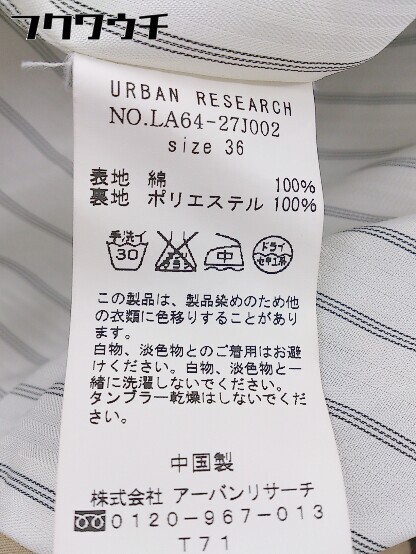 フクウウチ
URBAN RESEARCH
NO.LA64-27J002
size 36
表地 綿 100%
裏地 ポリエステル 100%
手洗イ 30 エンソサラシ 中 ドライ セキユ系
この製品は、製品染めのため他
の衣類に色移りすることがあり
ます。
白物、淡色物とのご着用はお避
けください。白物、淡色物と一
緒に洗濯しないでください。
タンブラー乾燥はしないでくださ
い。
中国製
株式会社 アーバンリサーチ
0120-967-013
T71